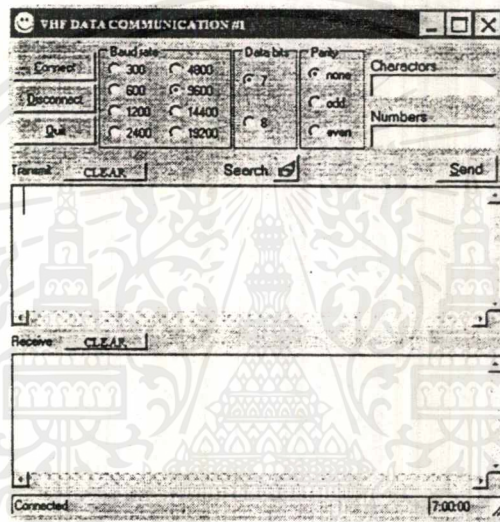 VHF DATA COMMUNICATION #1
Connect
Disconnect
Quit
Baud rate
300 4800
600 9600
1200 14400
2400 19200
Data bits
7
8
Parity
none
odd
even
Charactors
Numbers
Transmit CLEAR Search Send
Receive CLEAR
Connected 7:00:00